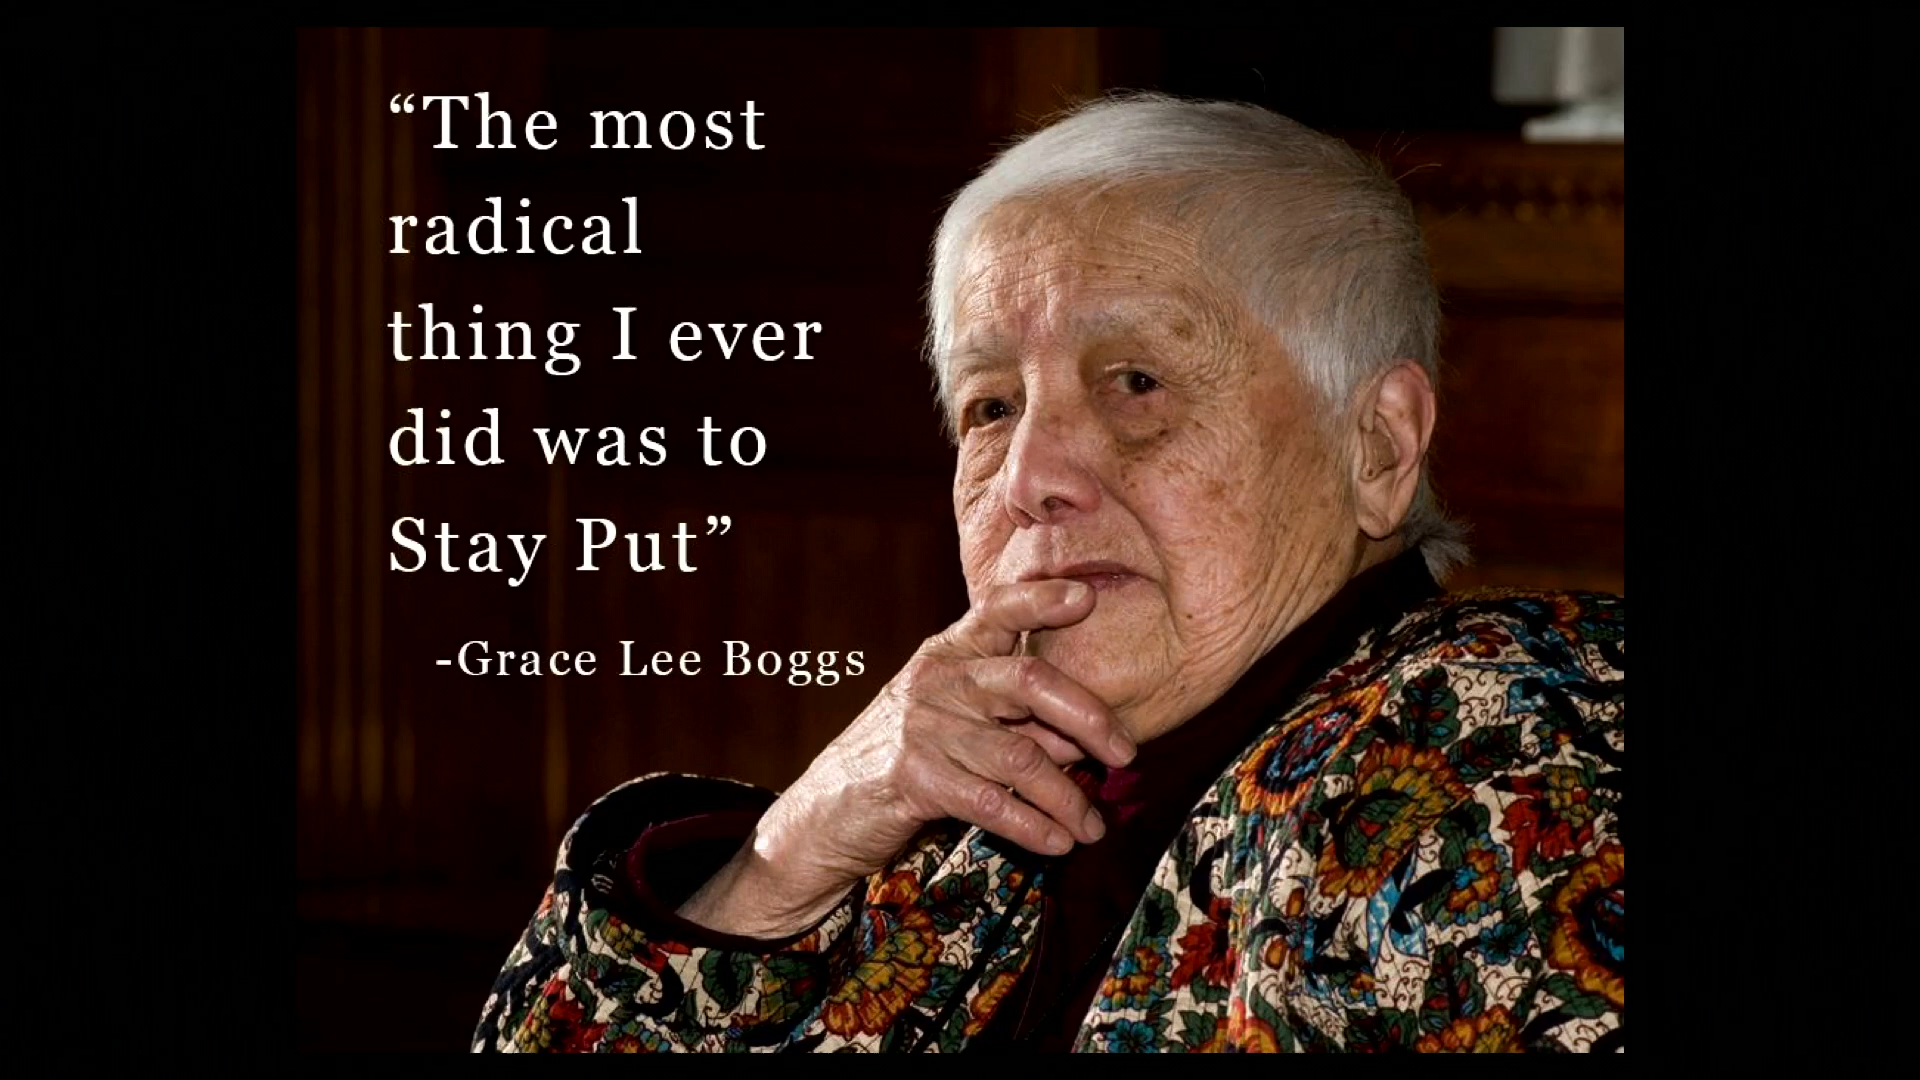 “The most
radical
thing I ever
did was to
Stay Put”
-Grace Lee Boggs